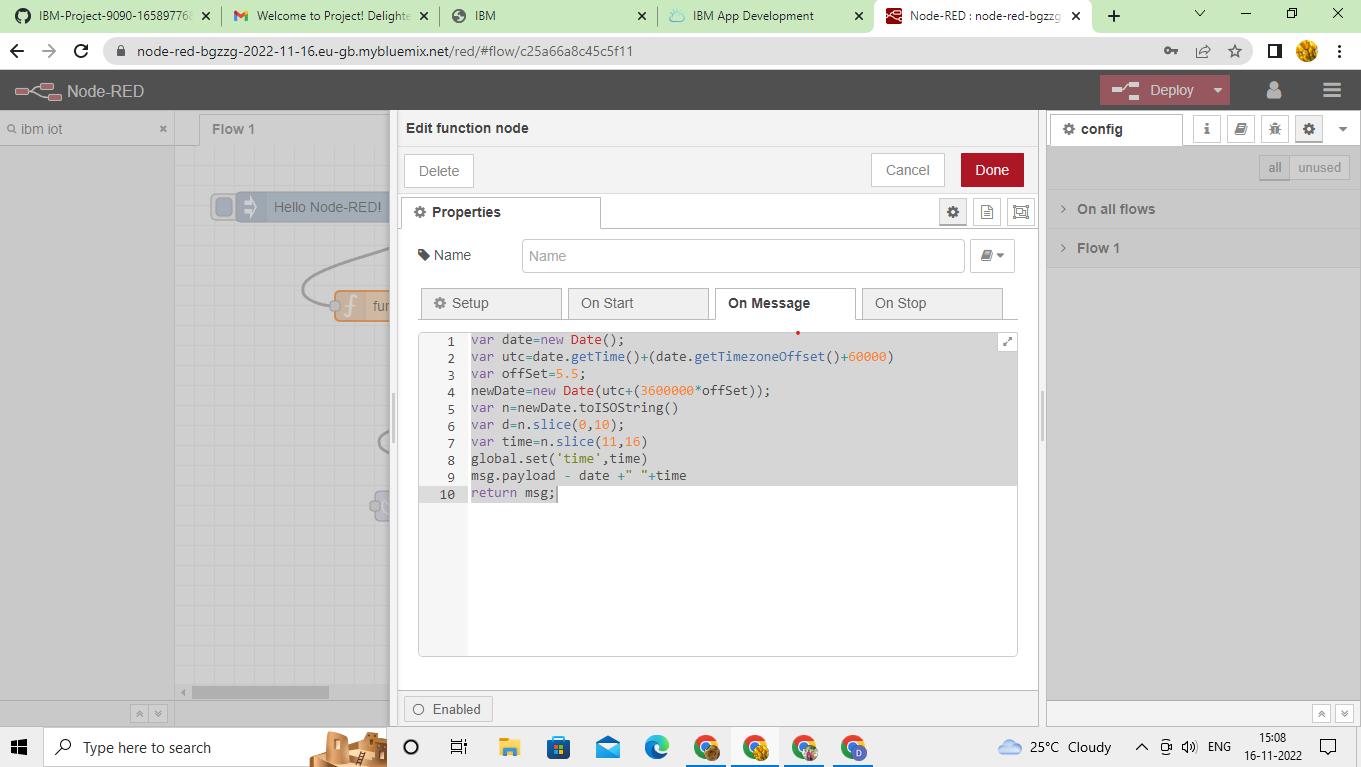 IBM-Project-9090-16589776
Welcome to Project! Delighte
IBM
IBM App Development
Node-RED : node-red-bgzzg
node-red-bgzzg-2022-11-16.eu-gb.mybluemix.net/red/#flow/c25a66a8c45c5f11
Node-RED
Deploy
ibm iot
Flow 1
Edit function node
config
Delete
Cancel
Done
all
unused
Hello Node-RED!
Properties
On all flows
Name
Name
Flow 1
fun
Setup
On Start
On Message
On Stop
1 var date=new Date();
2 var utc=date.getTime()+(date.getTimezoneOffset()+60000)
3 var offSet=5.5;
4 newDate=new Date(utc+(3600000*offSet));
5 var n=newDate.toISOString()
6 var d=n.slice(0,10);
7 var time=n.slice(11,16)
8 global.set('time',time)
9 msg.payload - date +" "+time
10 return msg;
Enabled
Type here to search
25°C Cloudy
ENG
15:08
16-11-2022